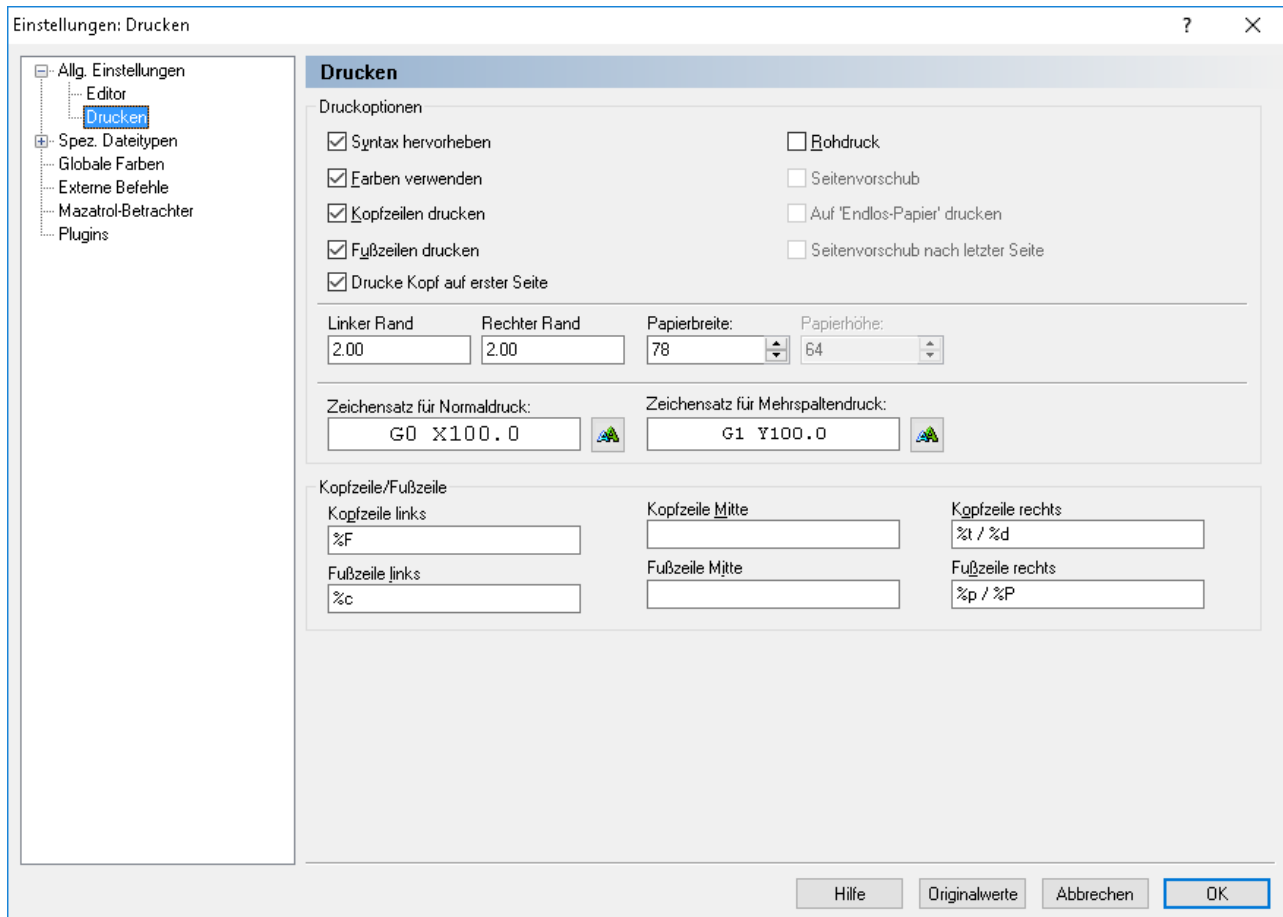 Einstellungen: Drucken
Allg. Einstellungen
Editor
Drucken
Spez. Dateitypen
Globale Farben
Externe Befehle
Mazatrol-Betrachter
Plugins
Drucken
Druckoptionen
Syntax hervorheben
Rohdruck
Farben verwenden
Seitenvorschub
Kopfzeilen drucken
Auf 'Endlos-Papier' drucken
Fußzeilen drucken
Seitenvorschub nach letzter Seite
Drucke Kopf auf erster Seite
Linker Rand Rechter Rand Papierbreite: Papierhöhe:
2.00 2.00 78 64
Zeichensatz für Normaldruck: Zeichensatz für Mehrspaltendruck:
G0 X100.0 G1 Y100.0
Kopfzeile/Fußzeile
Kopfzeile links Kopfzeile Mitte Kopfzeile rechts
%F %t / %d
Fußzeile links Fußzeile Mitte Fußzeile rechts
%c %p / %P
Hilfe Originalwerte Abbrechen OK